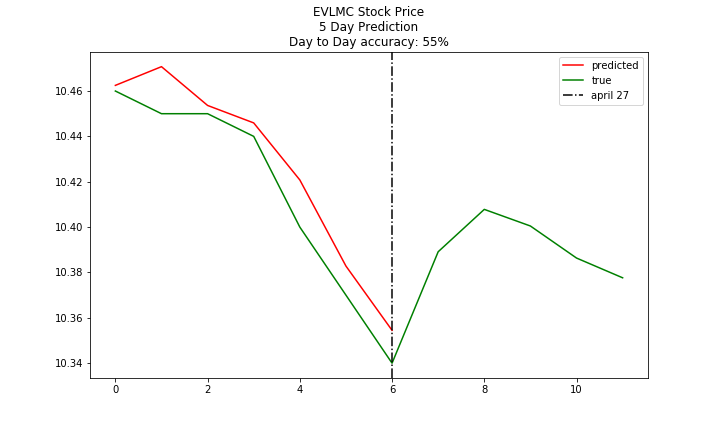 EVLMC Stock Price
5 Day Prediction
Day to Day accuracy: 55%
predicted
true
april 27
10.46
10.44
10.42
10.40
10.38
10.36
10.34
0 2 4 6 8 10